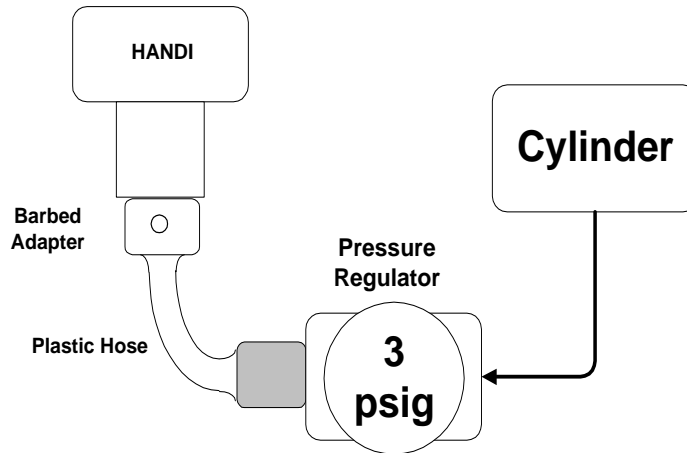 HANDI
Cylinder
Barbed
Adapter
Pressure
Regulator
Plastic Hose
3
psig